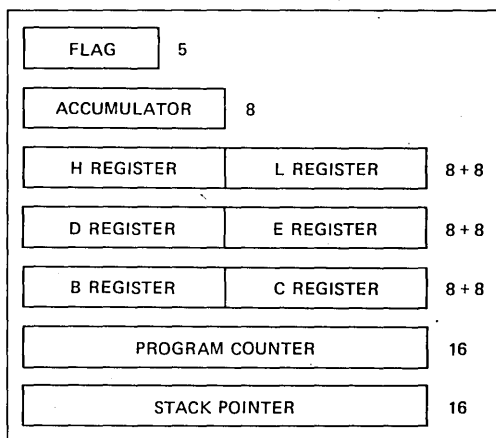 FLAG 5
ACCUMULATOR 8
H REGISTER L REGISTER 8 + 8
D REGISTER E REGISTER 8 + 8
B REGISTER C REGISTER 8 + 8
PROGRAM COUNTER 16
STACK POINTER 16